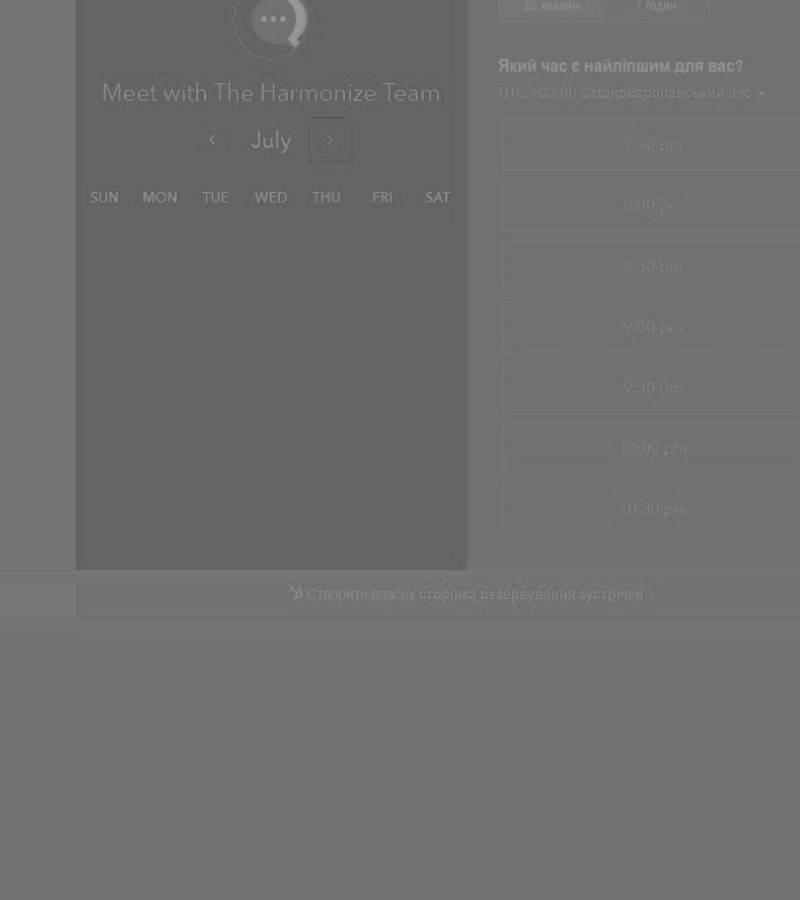 30 хвилин 1 годин
Meet with The Harmonize Team
July
SUN MON TUE WED THU FRI SAT
Який час є найліпшим для вас?
UTC +03:00 Східноєвропейський час
7:30 pm
8:00 pm
8:30 pm
9:00 pm
9:30 pm
10:00 pm
10:30 pm
Створити власну сторінка резервування зустрічей